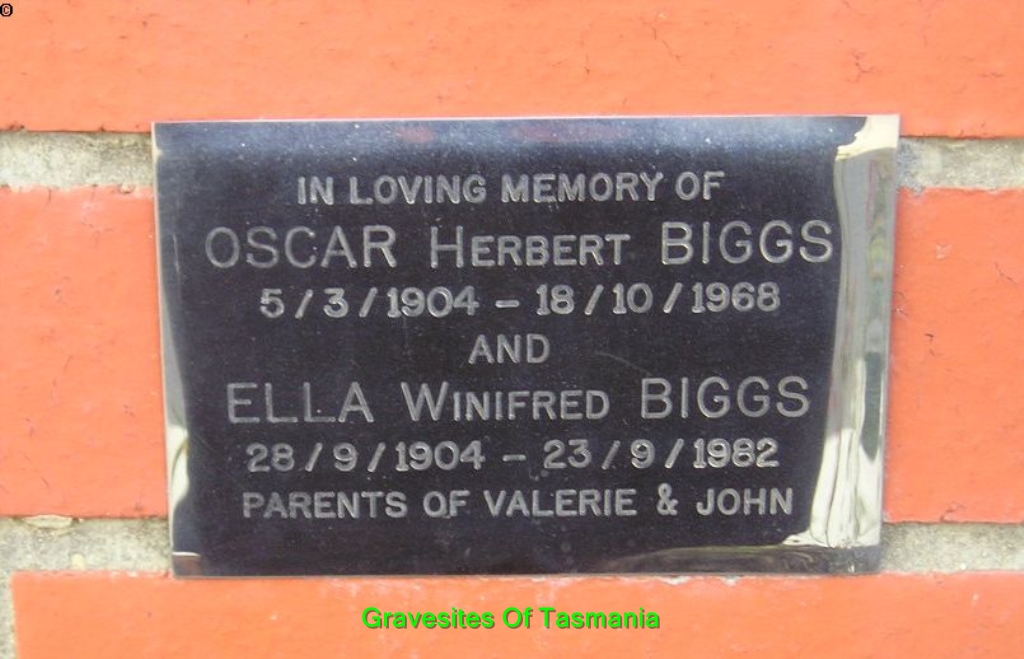 ©
IN LOVING MEMORY OF
OSCAR HERBERT BIGGS
5/3/1904 – 18/10/1968
AND
ELLA WINIFRED BIGGS
28/9/1904 – 23/9/1982
PARENTS OF VALERIE & JOHN
Gravesites Of Tasmania